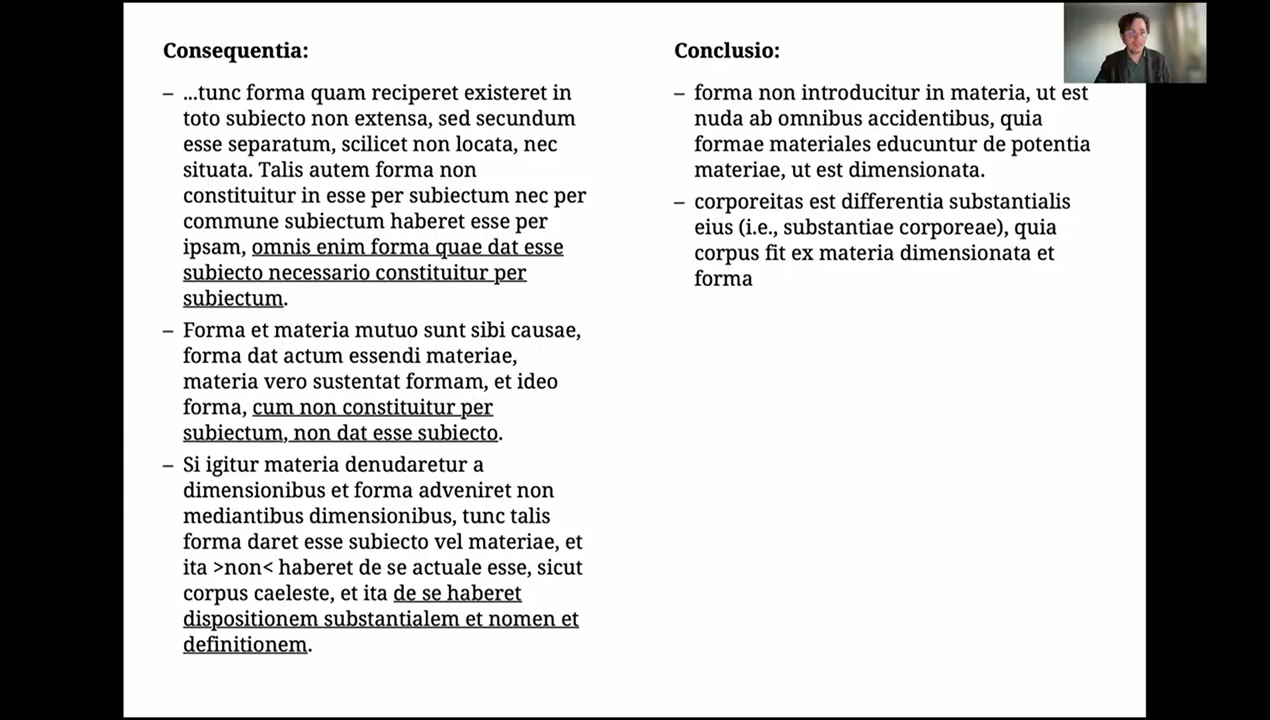 Consequentia:
– ...tunc forma quam reciperet existeret in
toto subiecto non extensa, sed secundum
esse separatum, scilicet non locata, nec
situata. Talis autem forma non
constituitur in esse per subiectum nec per
commune subiectum haberet esse per
ipsam, omnis enim forma quae dat esse
subiecto necessario constituitur per
subiectum.
– Forma et materia mutuo sunt sibi causae,
forma dat actum essendi materiae,
materia vero sustentat formam, et ideo
forma, cum non constituitur per
subiectum, non dat esse subiecto.
– Si igitur materia denudaretur a
dimensionibus et forma adveniret non
mediantibus dimensionibus, tunc talis
forma daret esse subiecto vel materiae, et
ita >non< haberet de se actuale esse, sicut
corpus caeleste, et ita de se haberet
dispositionem substantialem et nomen et
definitionem.
Conclusio:
– forma non introducitur in materia, ut est
nuda ab omnibus accidentibus, quia
formae materiales educuntur de potentia
materiae, ut est dimensionata.
– corporeitas est differentia substantialis
eius (i.e., substantiae corporeae), quia
corpus fit ex materia dimensionata et
forma